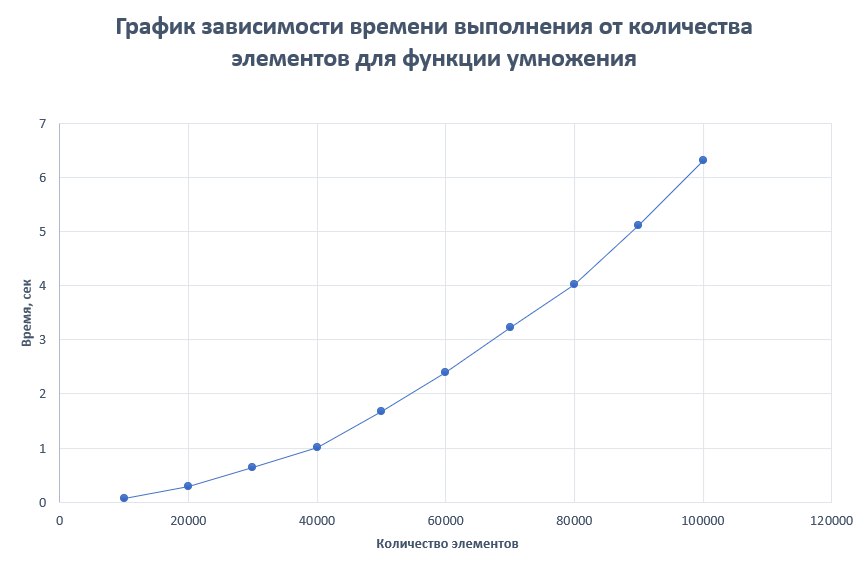 График зависимости времени выполнения от количества
элементов для функции умножения
7
6
5
4
3
2
1
0
Время, сек
0 20000 40000 60000 80000 100000 120000
Количество элементов